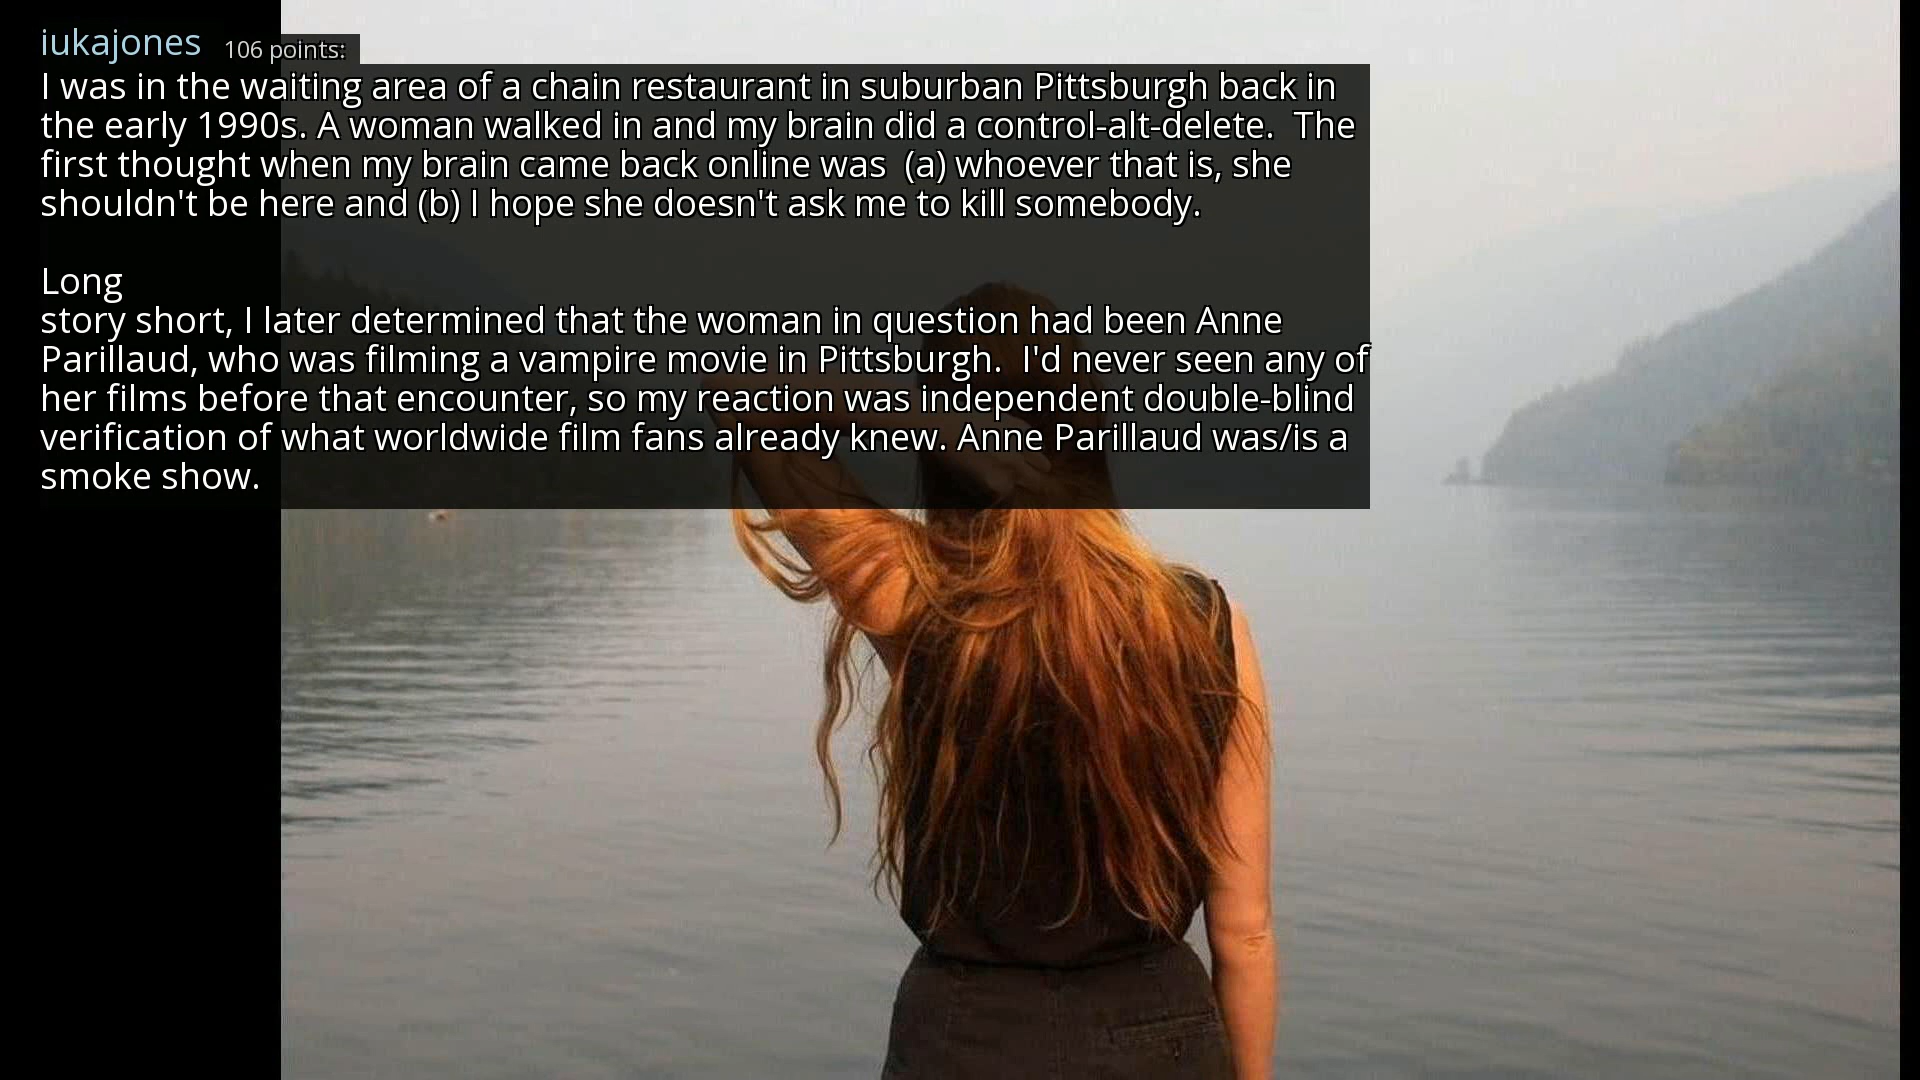 iukajones 106 points:
I was in the waiting area of a chain restaurant in suburban Pittsburgh back in
the early 1990s. A woman walked in and my brain did a control-alt-delete.  The
first thought when my brain came back online was  (a) whoever that is, she
shouldn't be here and (b) I hope she doesn't ask me to kill somebody.
Long
story short, I later determined that the woman in question had been Anne
Parillaud, who was filming a vampire movie in Pittsburgh.  I'd never seen any of
her films before that encounter, so my reaction was independent double-blind
verification of what worldwide film fans already knew. Anne Parillaud was/is a
smoke show.